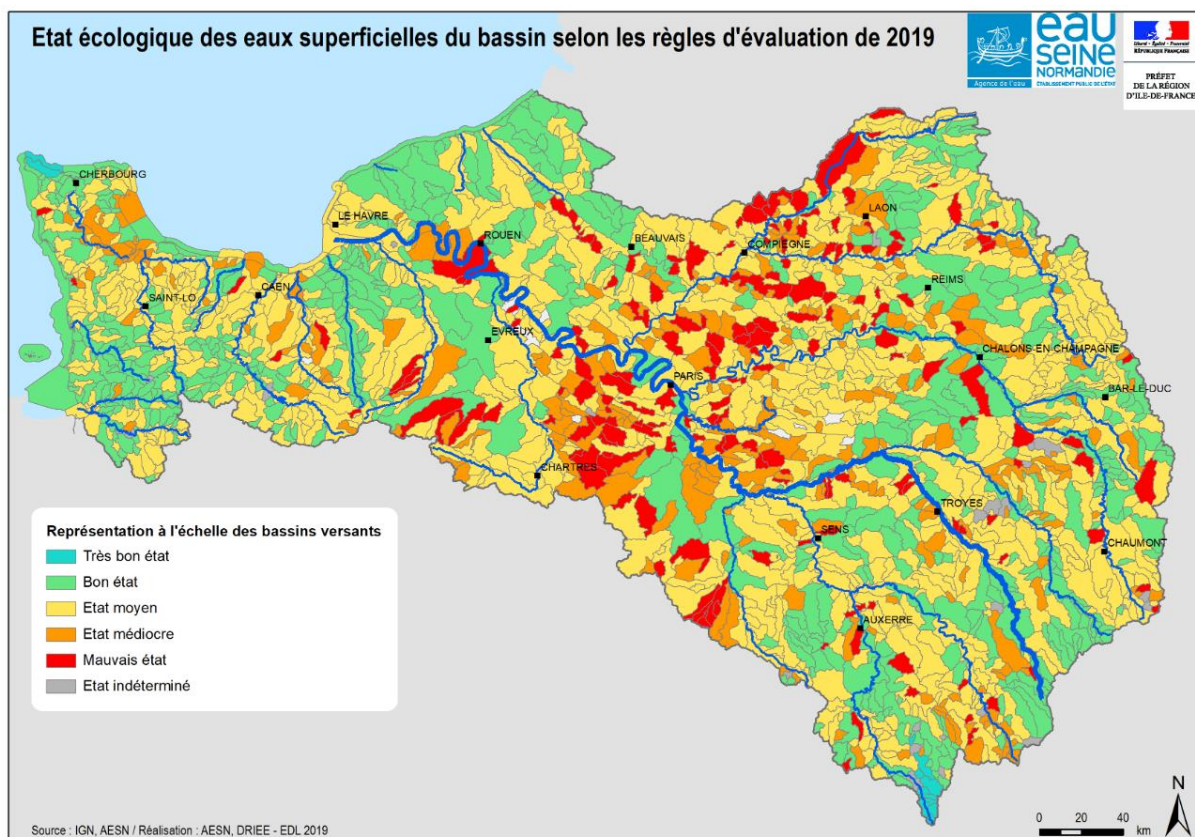 Etat écologique des eaux superficielles du bassin selon les règles d'évaluation de 2019
Agence de l'eau
eau
SEINE
NORMANDIE
ÉTABLISSEMENT PUBLIC DE L'ÉTAT
Liberté • Égalité • Fraternité
RÉPUBLIQUE FRANÇAISE
PRÉFET
DE LA RÉGION
D'ILE-DE-FRANCE
CHERBOURG
LE HAVRE
ROUEN
BEAUVAIS
COMPIEGNE
LAON
REIMS
SAINT-LO
CAEN
EVREUX
PARIS
CHALONS-EN-CHAMPAGNE
BAR-LE-DUC
CHARTRES
TROYES
SENS
CHAUMONT
AUXERRE
Représentation à l'échelle des bassins versants
Très bon état
Bon état
Etat moyen
Etat médiocre
Mauvais état
Etat indéterminé
Source : IGN, AESN / Réalisation : AESN, DRIEE - EDL 2019
N
0 20 40
km